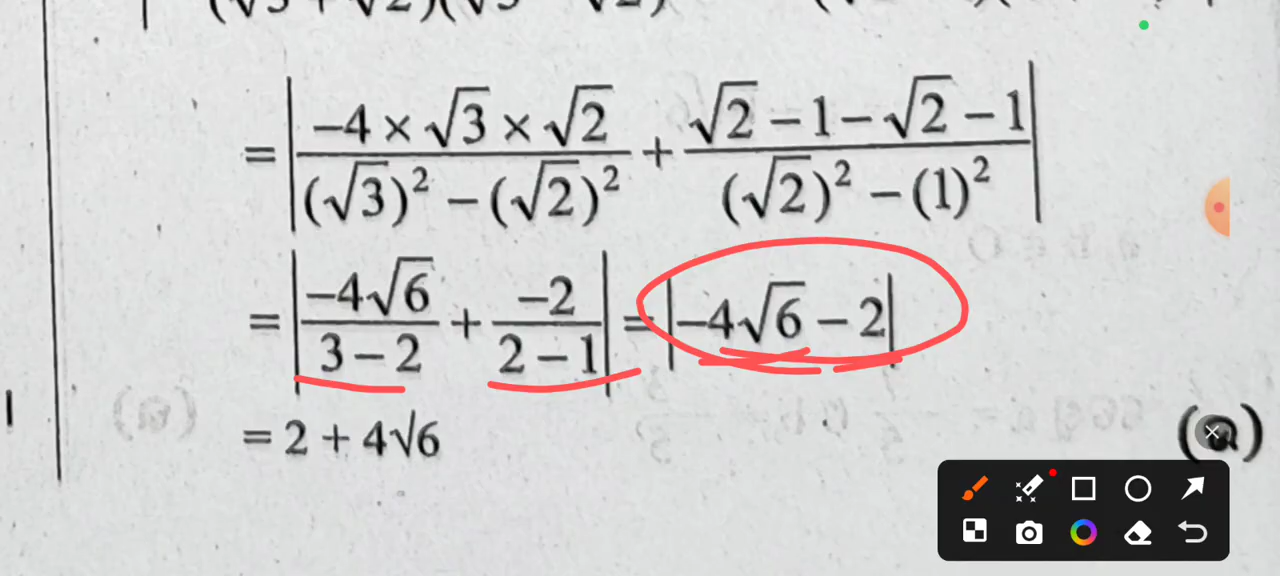 = | (−4 × √3 × √2) / ((√3)² − (√2)²) + (√2 − 1 − √2 − 1) / ((√2)² − (1)²) |
= | (−4√6) / (3 − 2) + (−2) / (2 − 1) | = | −4√6 − 2 |
= 2 + 4√6